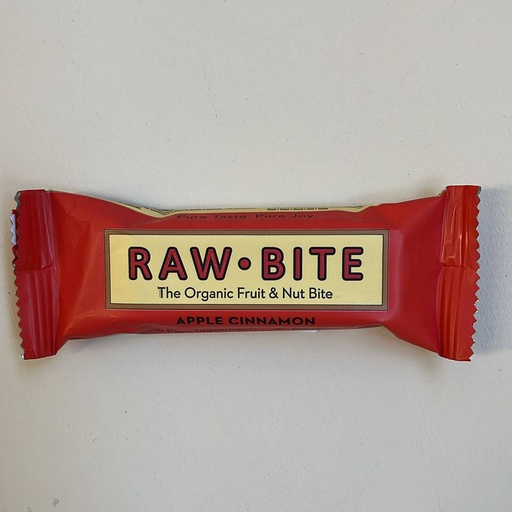 Pure Taste. Pure Joy.
RAW • BITE
The Organic Fruit & Nut Bite
APPLE CINNAMON